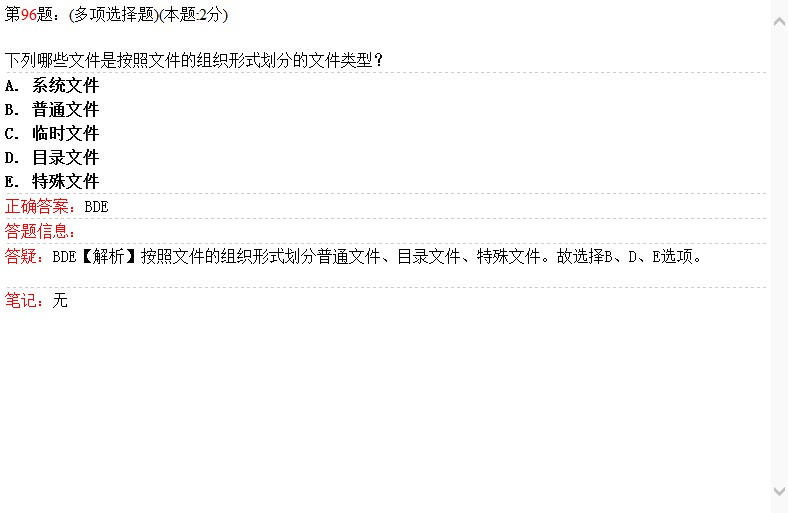 第96题：(多项选择题)(本题:2分)
下列哪些文件是按照文件的组织形式划分的文件类型？
A. 系统文件
B. 普通文件
C. 临时文件
D. 目录文件
E. 特殊文件
正确答案：BDE
答题信息：
答疑：BDE【解析】按照文件的组织形式划分普通文件、目录文件、特殊文件。故选择B、D、E选项。
笔记：无